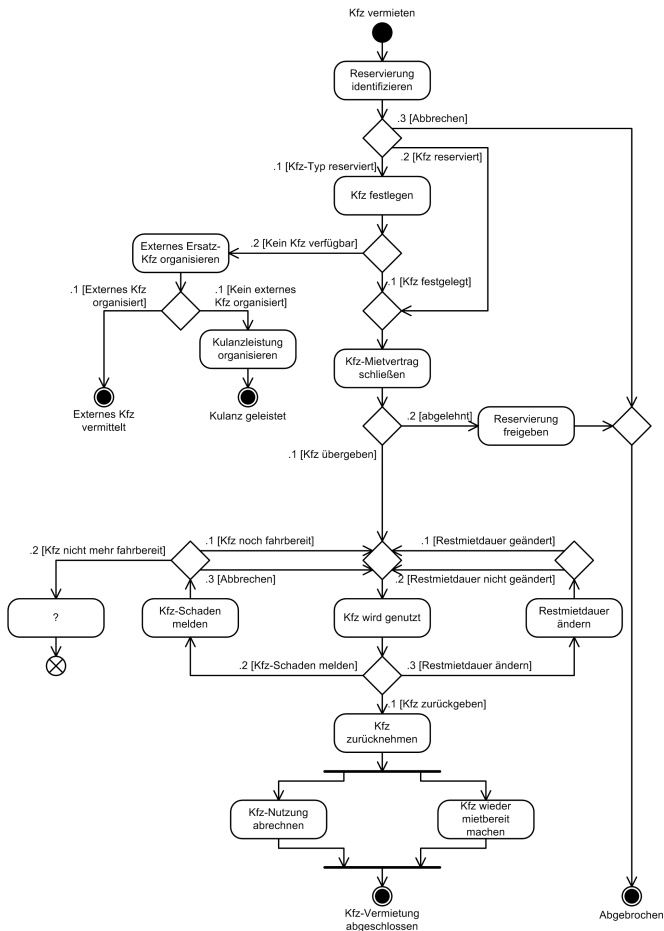 Kfz vermieten
Reservierung
identifizieren
.3 [Abbrechen]
.2 [Kfz reserviert]
.1 [Kfz-Typ reserviert]
Kfz festlegen
.2 [Kein Kfz verfügbar]
Externes Ersatz-
Kfz organisieren
.1 [Kfz festgelegt]
.1 [Externes Kfz
organisiert]
.1 [Kein externes
Kfz organisiert]
Kulanzleistung
organisieren
Kfz-Mietvertrag
schließen
Externes Kfz
vermittelt
Kulanz geleistet
.2 [abgelehnt]
Reservierung
freigeben
.1 [Kfz übergeben]
.1 [Kfz noch fahrbereit]
.1 [Restmietdauer geändert]
.2 [Kfz nicht mehr fahrbereit]
.3 [Abbrechen]
.2 [Restmietdauer nicht geändert]
?
Kfz-Schaden
melden
Kfz wird genutzt
Restmietdauer
ändern
.2 [Kfz-Schaden melden]
.3 [Restmietdauer ändern]
.1 [Kfz zurückgeben]
Kfz
zurücknehmen
Kfz-Nutzung
abrechnen
Kfz wieder
mietbereit
machen
Kfz-Vermietung
abgeschlossen
Abgebrochen